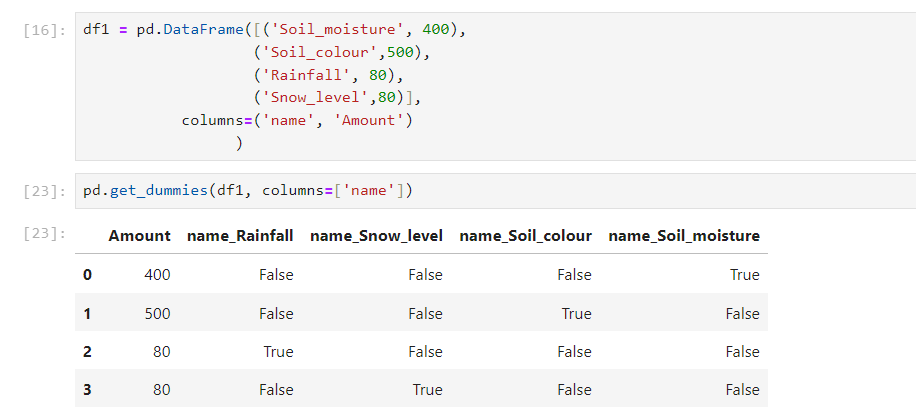 [16]: df1 = pd.DataFrame([('Soil_moisture', 400),
('Soil_colour',500),
('Rainfall', 80),
('Snow_level',80)],
columns=('name', 'Amount')
)
[23]: pd.get_dummies(df1, columns=['name'])
[23]:
Amount name_Rainfall name_Snow_level name_Soil_colour name_Soil_moisture
0 400 False False False True
1 500 False False True False
2 80 True False False False
3 80 False True False False